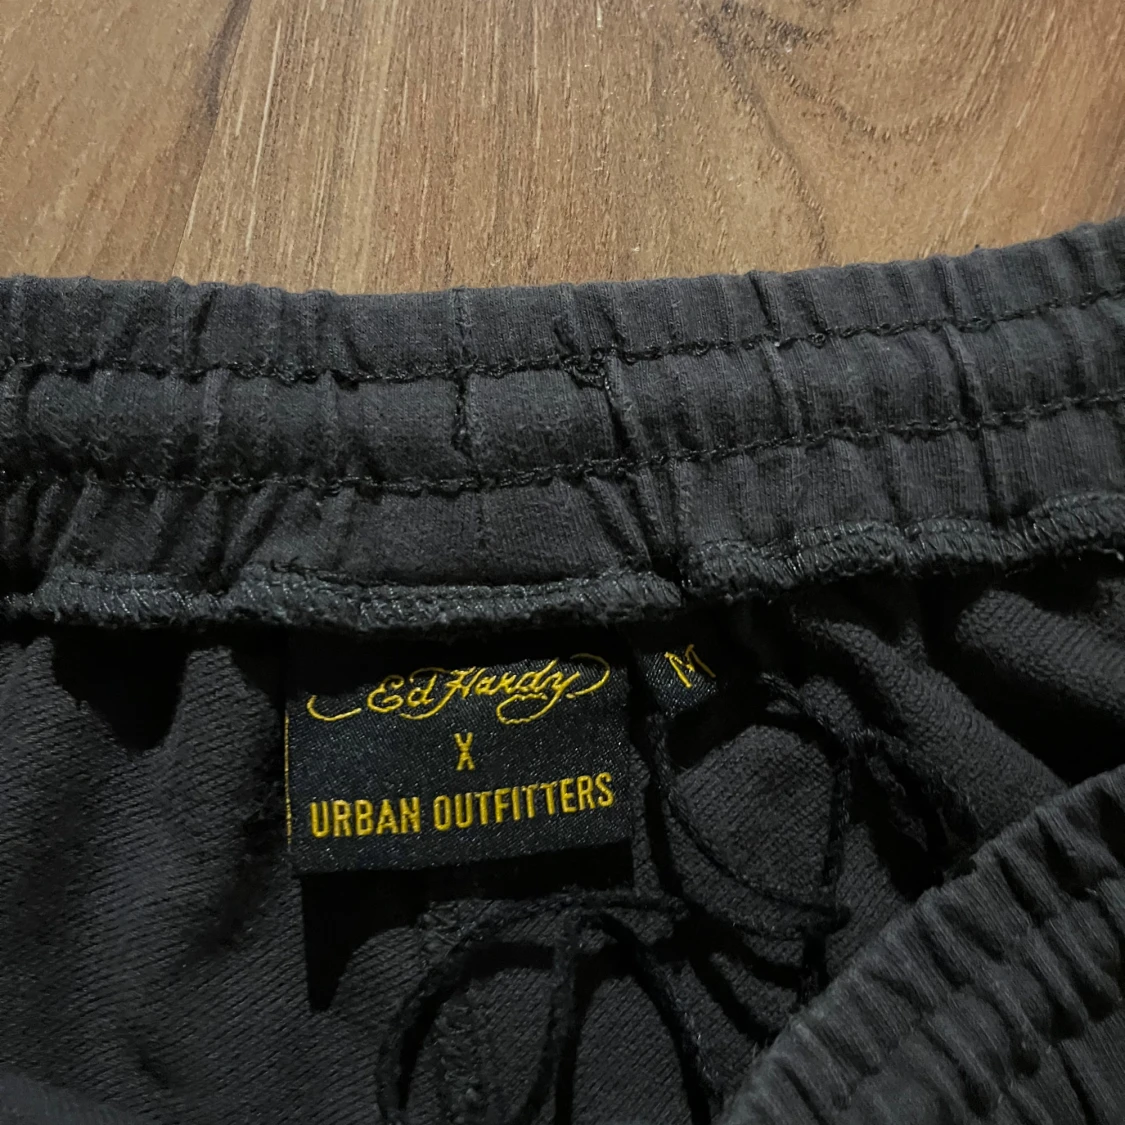 Ed Hardy
M
X
URBAN OUTFITTERS